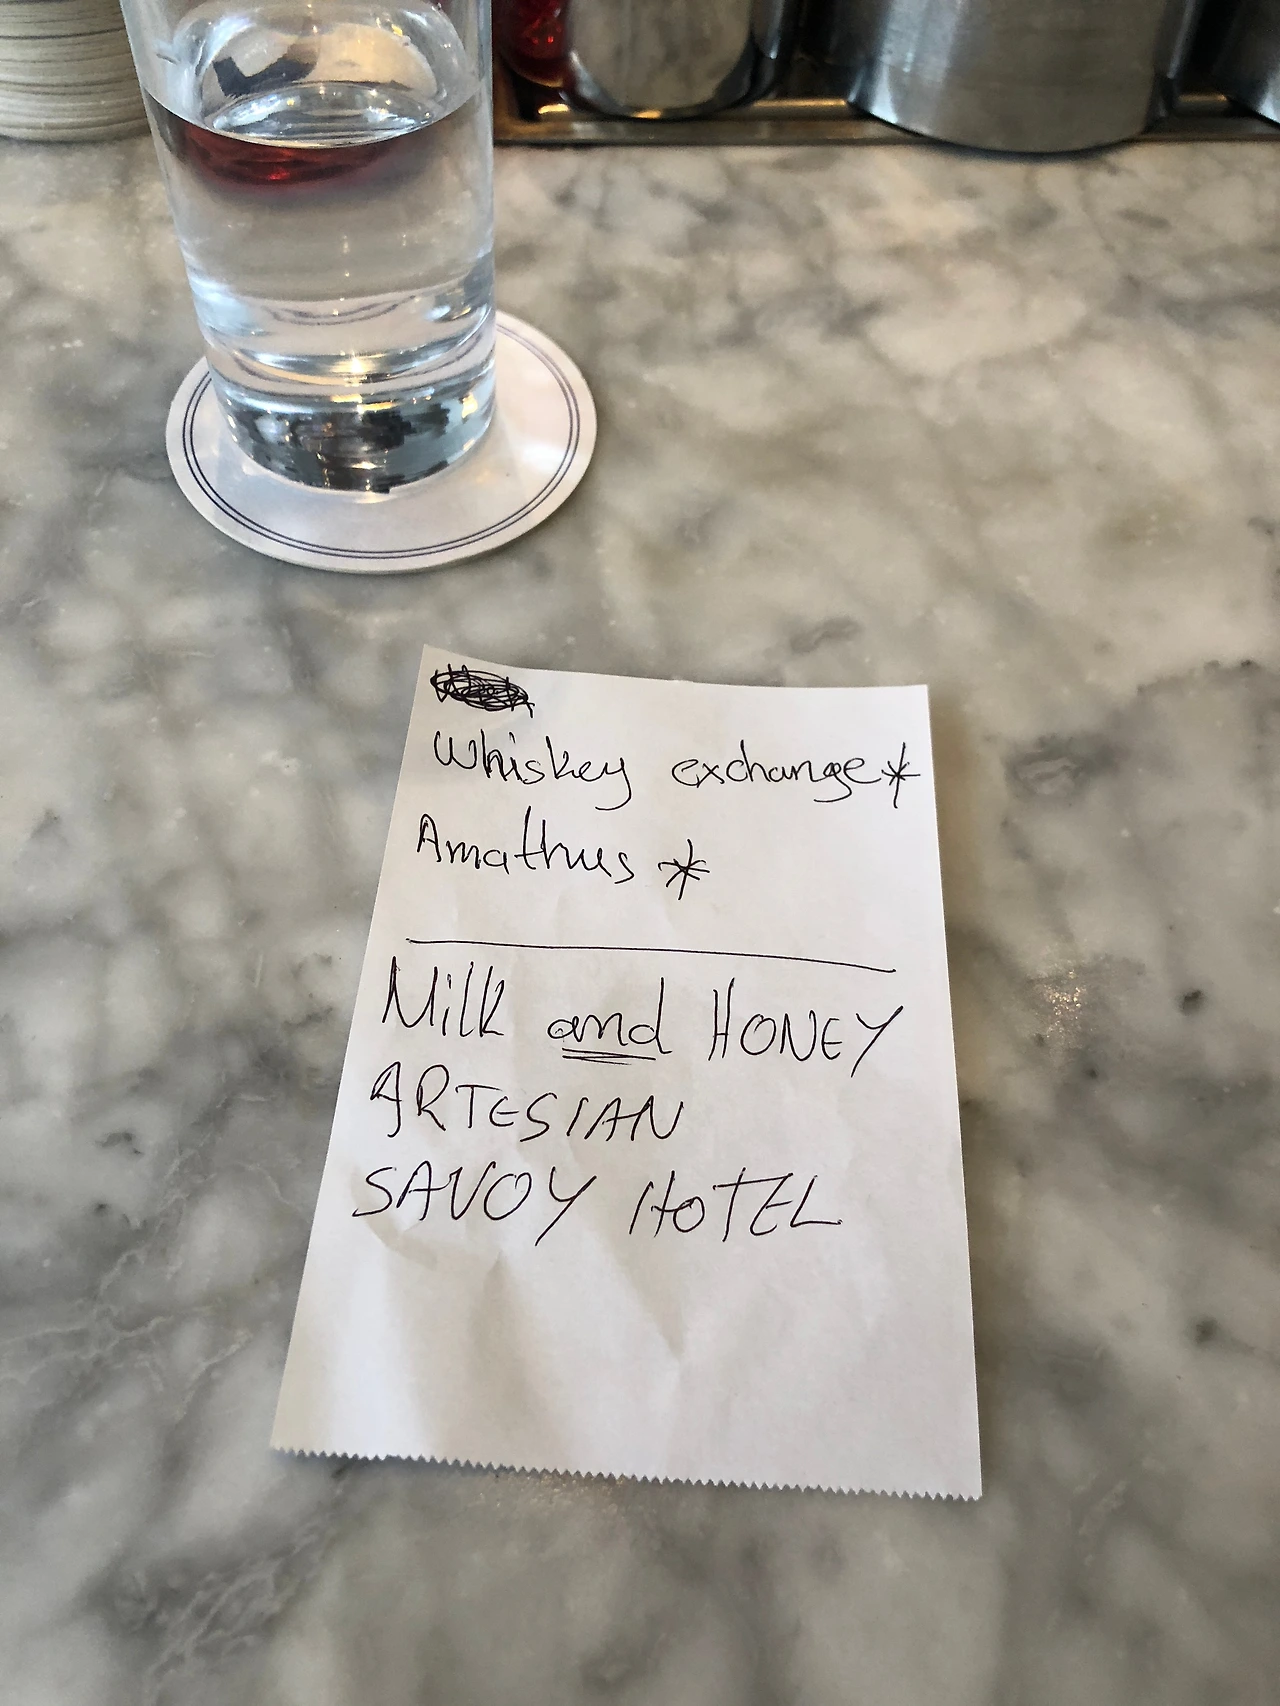 Whiskey exchange*
Amathus *
Milk and HONEY
ARTESIAN
SAVOY HOTEL